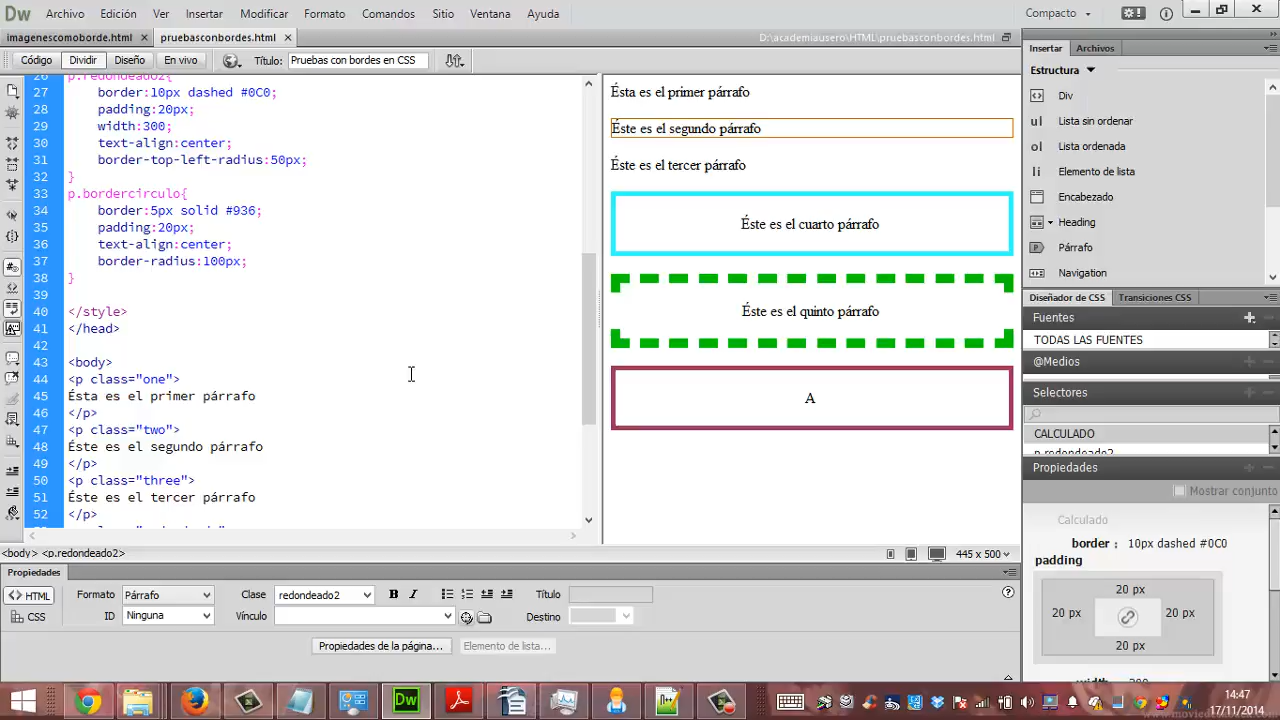 Dw Archivo Edición Ver Insertar Modificar Formato Comandos Sitio Ventana Ayuda Compacto
imagenescomoborde.html × pruebasconbordes.html × D:\academiausero\HTML\pruebasconbordes.html
Código Dividir Diseño En vivo Título: Pruebas con bordes en CSS
Insertar Archivos
Estructura
Div
Lista sin ordenar
Lista ordenada
Elemento de lista
Encabezado
Heading
Párrafo
Navigation
26 p.redondeado2{
27 border:10px dashed #0C0;
28 padding:20px;
29 width:300;
30 text-align:center;
31 border-top-left-radius:50px;
32 }
33 p.bordercirculo{
34 border:5px solid #936;
35 padding:20px;
36 text-align:center;
37 border-radius:100px;
38 }
39
40 </style>
41 </head>
42
43 <body>
44 <p class="one">
45 Ésta es el primer párrafo
46 </p>
47 <p class="two">
48 Éste es el segundo párrafo
49 </p>
50 <p class="three">
51 Éste es el tercer párrafo
52 </p>
Ésta es el primer párrafo
Éste es el segundo párrafo
Éste es el tercer párrafo
Éste es el cuarto párrafo
Éste es el quinto párrafo
A
Diseñador de CSS Transiciones CSS
Fuentes
TODAS LAS FUENTES
@Medios
Selectores
CALCULADO
p.redondeado2
Propiedades
Mostrar conjunto
Calculado
border : 10px dashed #0C0
padding
20 px
20 px 20 px
20 px
<body> <p.redondeado2> 445 x 500
Propiedades
<> HTML Formato Párrafo Clase redondeado2 B I Título
CSS ID Ninguna Vínculo Destino
Propiedades de la página... Elemento de lista...
14:47
17/11/2014